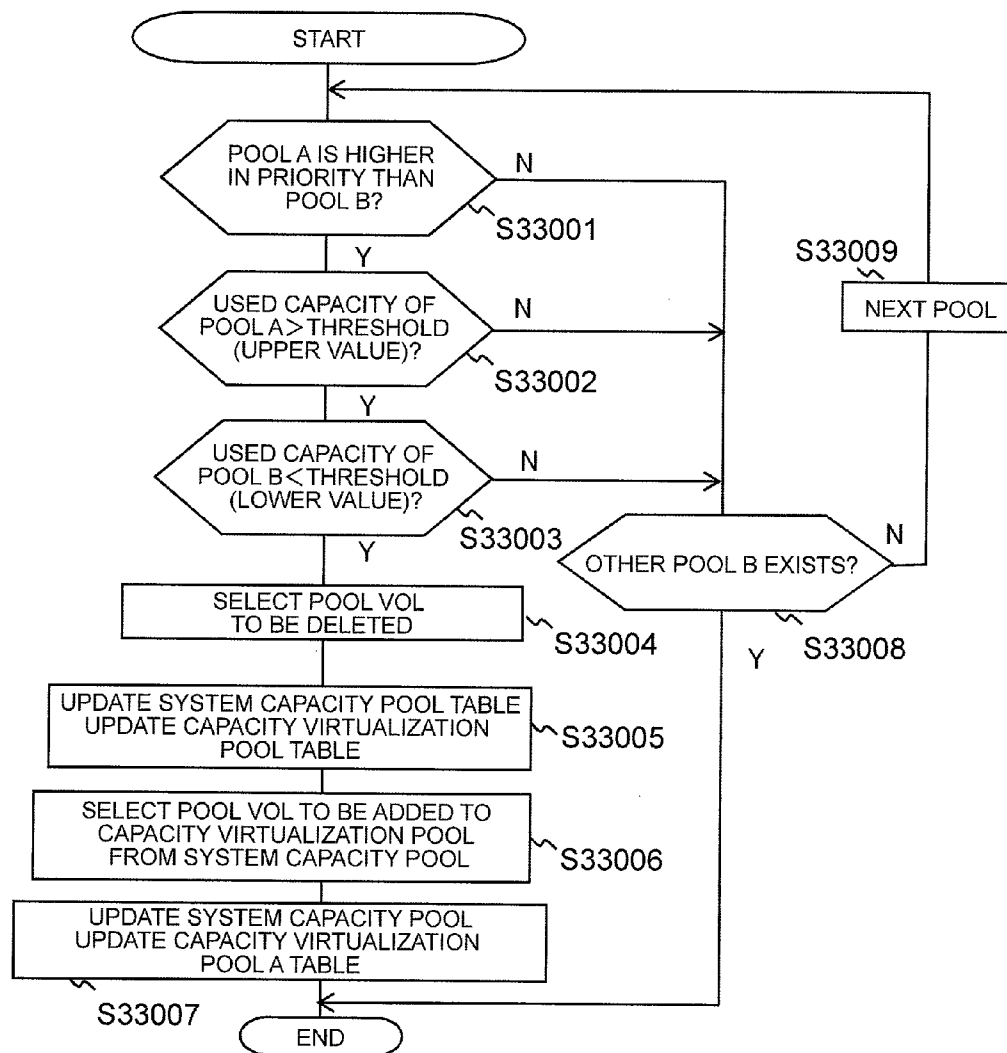 START
POOL A IS HIGHER
IN PRIORITY THAN
POOL B?
N
S33001
Y
S33009
NEXT POOL
USED CAPACITY OF
POOL A>THRESHOLD
(UPPER VALUE)?
N
S33002
Y
USED CAPACITY OF
POOL B<THRESHOLD
(LOWER VALUE)?
N
S33003
Y
OTHER POOL B EXISTS?
N
S33008
Y
SELECT POOL VOL
TO BE DELETED
S33004
UPDATE SYSTEM CAPACITY POOL TABLE
UPDATE CAPACITY VIRTUALIZATION
POOL TABLE
S33005
SELECT POOL VOL TO BE ADDED TO
CAPACITY VIRTUALIZATION POOL
FROM SYSTEM CAPACITY POOL
S33006
UPDATE SYSTEM CAPACITY POOL
UPDATE CAPACITY VIRTUALIZATION
POOL A TABLE
S33007
END